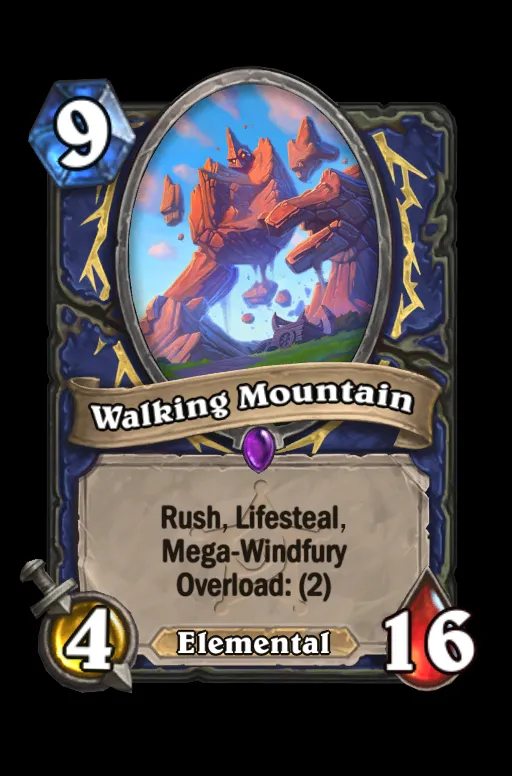 9
Walking Mountain
Rush, Lifesteal,
Mega-Windfury
Overload: (2)
4
Elemental
16